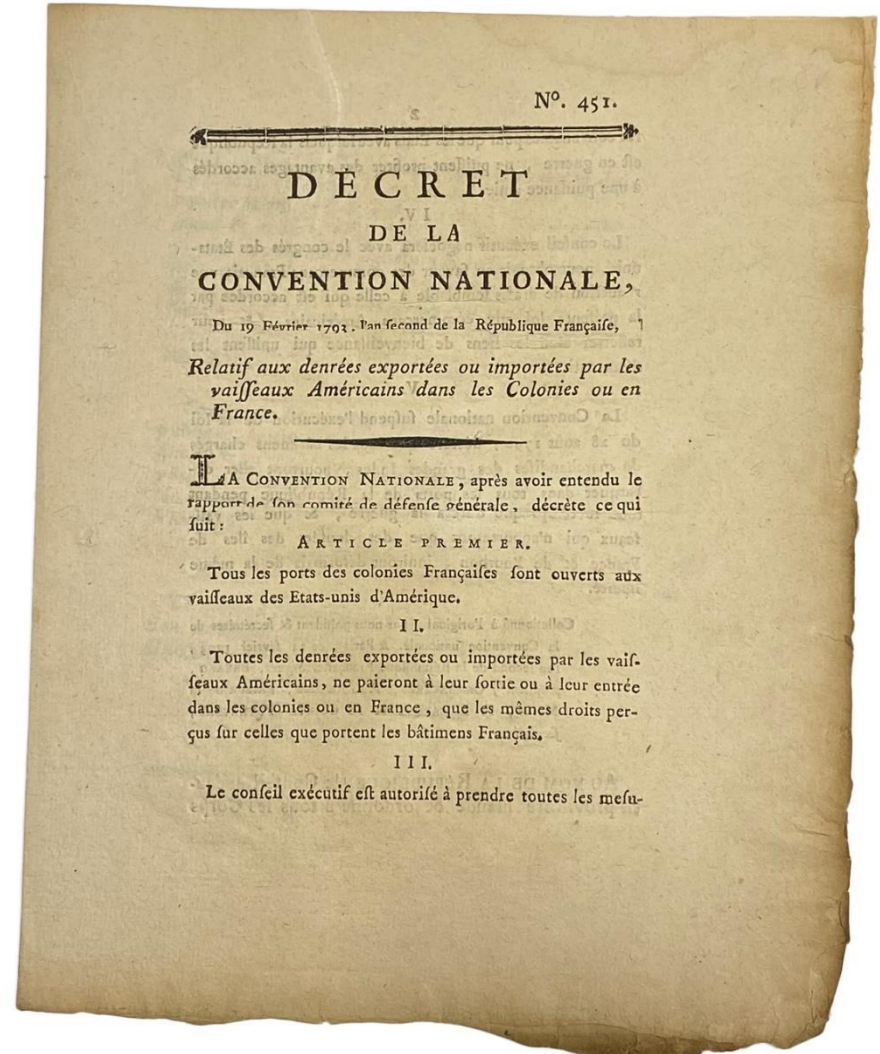 Nº. 451.
DÉCRET
DE LA
CONVENTION NATIONALE,
Du 19 Février 1793. l'an ſecond de la République Françaiſe,
Relatif aux denrées exportées ou importées par les
vaiſſeaux Américains dans les Colonies ou en
France.
LA CONVENTION NATIONALE, après avoir entendu le
rapport de ſon comité de défenſe générale, décrète ce qui
ſuit :
ARTICLE PREMIER.
Tous les ports des colonies Françaiſes ſont ouverts aux
vaiſſeaux des Etats-unis d'Amérique.
II.
Toutes les denrées exportées ou importées par les vaiſ-
ſeaux Américains, ne paieront à leur ſortie ou à leur entrée
dans les colonies ou en France, que les mêmes droits per-
çus ſur celles que portent les bâtimens Français.
III.
Le conſeil exécutif eſt autoriſé à prendre toutes les meſu-